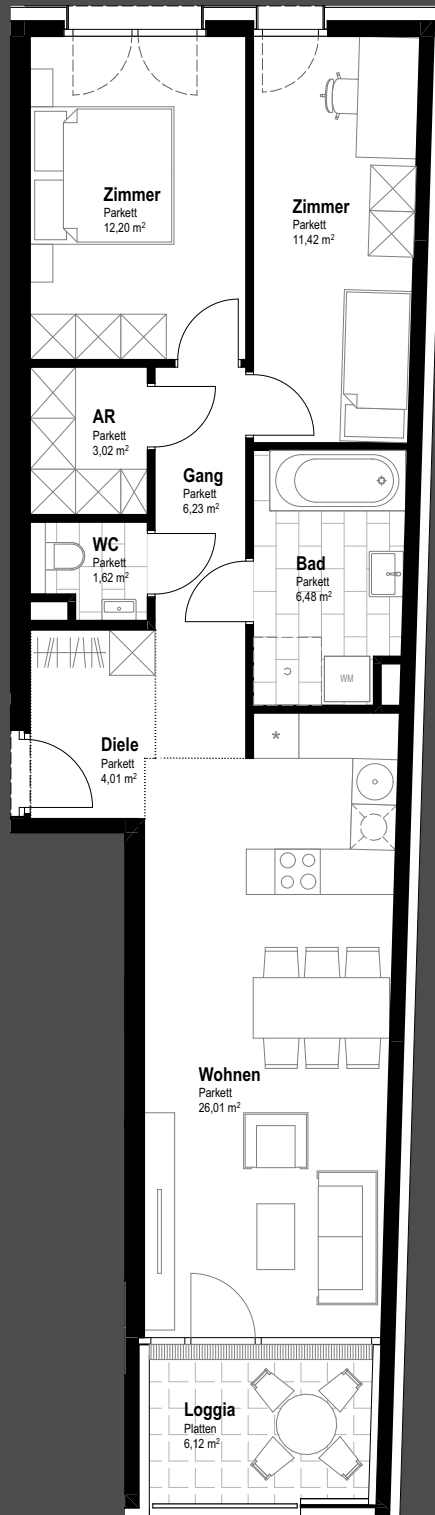 Zimmer
Parkett
12,20 m²
Zimmer
Parkett
11,42 m²
AR
Parkett
3,02 m²
Gang
Parkett
6,23 m²
WC
Parkett
1,62 m²
Bad
Parkett
6,48 m²
WM
Diele
Parkett
4,01 m²
*
Wohnen
Parkett
26,01 m²
Loggia
Platten
6,12 m²